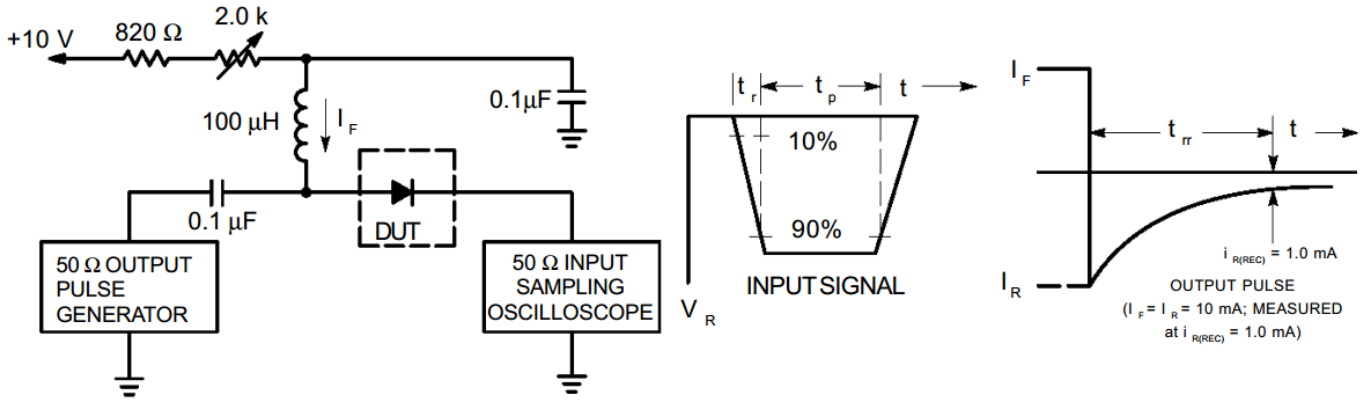 +10 V
820 Ω
2.0 k
100 μH
I F
0.1μF
0.1 μF
DUT
50 Ω OUTPUT
PULSE
GENERATOR
50 Ω INPUT
SAMPLING
OSCILLOSCOPE
t r
t p
t
10%
90%
V R
INPUT SIGNAL
I F
t rr
t
I R
i R(REC) = 1.0 mA
OUTPUT PULSE
(I F = I R = 10 mA; MEASURED
at i R(REC) = 1.0 mA)